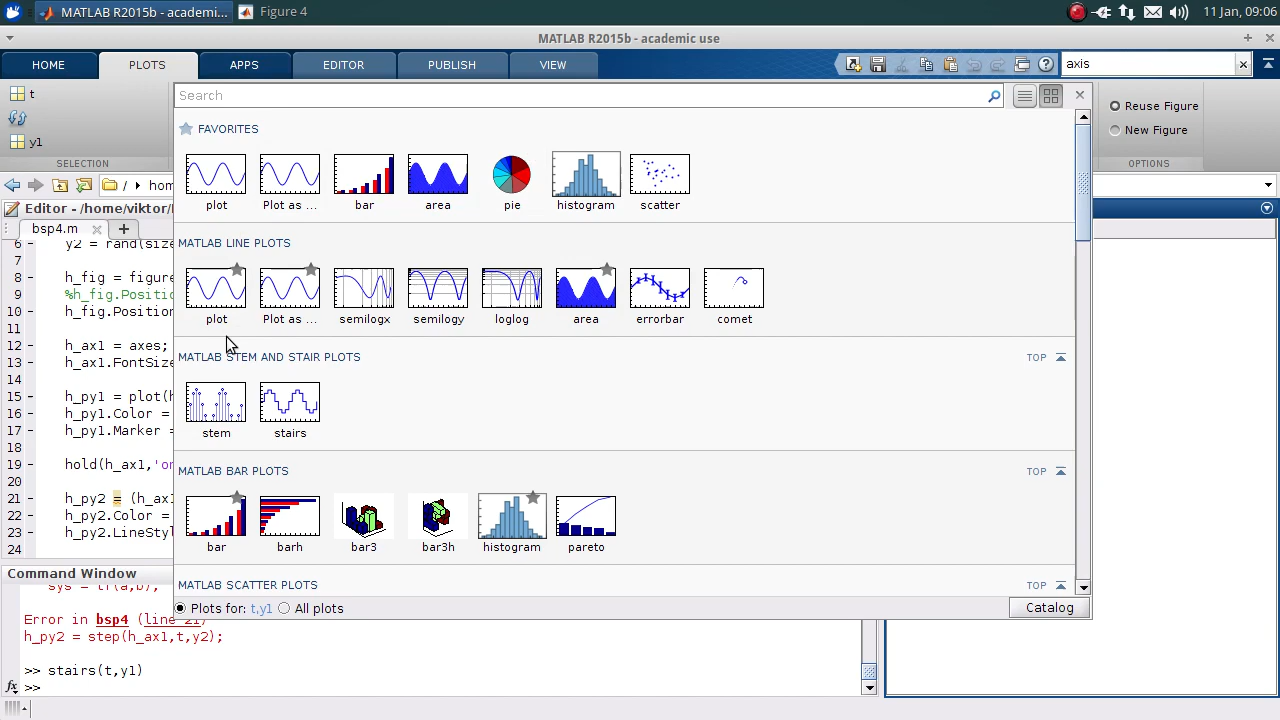 MATLAB R2015b - academi... Figure 4 11 Jan, 09:06
MATLAB R2015b - academic use
HOME PLOTS APPS EDITOR PUBLISH VIEW axis
t
y1
SELECTION
Search
Reuse Figure
New Figure
OPTIONS
FAVORITES
plot Plot as ... bar area pie histogram scatter
MATLAB LINE PLOTS
plot Plot as ... semilogx semilogy loglog area errorbar comet
MATLAB STEM AND STAIR PLOTS TOP
stem stairs
MATLAB BAR PLOTS TOP
bar barh bar3 bar3h histogram pareto
MATLAB SCATTER PLOTS TOP
Plots for: t,y1 All plots Catalog
/ hom
Editor - /home/viktor/
bsp4.m
6 y2 = rand(size
7
8 h_fig = figure
9 %h_fig.Positio
10 h_fig.Position
11
12 h_ax1 = axes;
13 h_ax1.FontSize
14
15 h_py1 = plot(h
16 h_py1.Color =
17 h_py1.Marker =
18
19 hold(h_ax1,'on
21 h_py2 = (h_ax1
22 h_py2.Color =
23 h_py2.LineStyl
24
Command Window
sys = tf(a,b);
Error in bsp4 (line 21)
h_py2 = step(h_ax1,t,y2);
>> stairs(t,y1)
fx >>